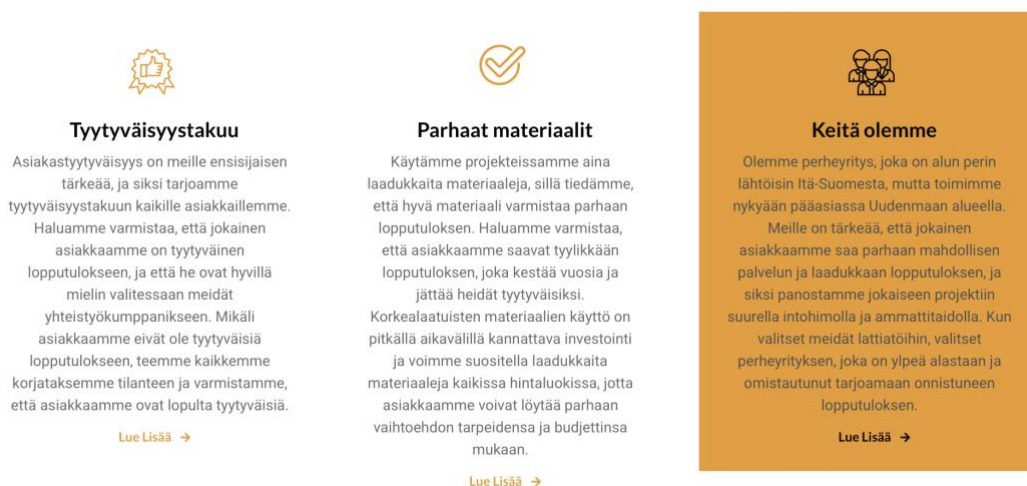 Tyytyväisyystakuu
Asiakastyytyväisyys on meille ensisijaisen
tärkeää, ja siksi tarjoamme
tyytyväisyystakuun kaikille asiakkaillemme.
Haluamme varmistaa, että jokainen
asiakkaamme on tyytyväinen
lopputulokseen, ja että he ovat hyvillä
mielin valitessaan meidät
yhteistyökumppanikseen. Mikäli
asiakkaamme eivät ole tyytyväisiä
lopputulokseen, teemme kaikkemme
korjataksemme tilanteen ja varmistamme,
että asiakkaamme ovat lopulta tyytyväisiä.
Lue Lisää →
Parhaat materiaalit
Käytämme projekteissamme aina
laadukkaita materiaaleja, sillä tiedämme,
että hyvä materiaali varmistaa parhaan
lopputuloksen. Haluamme varmistaa,
että asiakkaamme saavat tyylikkään
lopputuloksen, joka kestää vuosia ja
jättää heidät tyytyväisiksi.
Korkealaatuisten materiaalien käyttö on
pitkällä aikavälillä kannattava investointi
ja voimme suositella laadukkaita
materiaaleja kaikissa hintaluokissa, jotta
asiakkaamme voivat löytää parhaan
vaihtoehdon tarpeidensa ja budjettinsa
mukaan.
Lue Lisää →
Keitä olemme
Olemme perheyritys, joka on alun perin
lähtöisin Itä-Suomesta, mutta toimimme
nykyään pääasiassa Uudenmaan alueella.
Meille on tärkeää, että jokainen
asiakkaamme saa parhaan mahdollisen
palvelun ja laadukkaan lopputuloksen, ja
siksi panostamme jokaiseen projektiin
suurella intohimolla ja ammattitaidolla. Kun
valitset meidät lattiatöihin, valitset
perheyrityksen, joka on ylpeä alastaan ja
omistautunut tarjoamaan onnistuneen
lopputuloksen.
Lue Lisää →